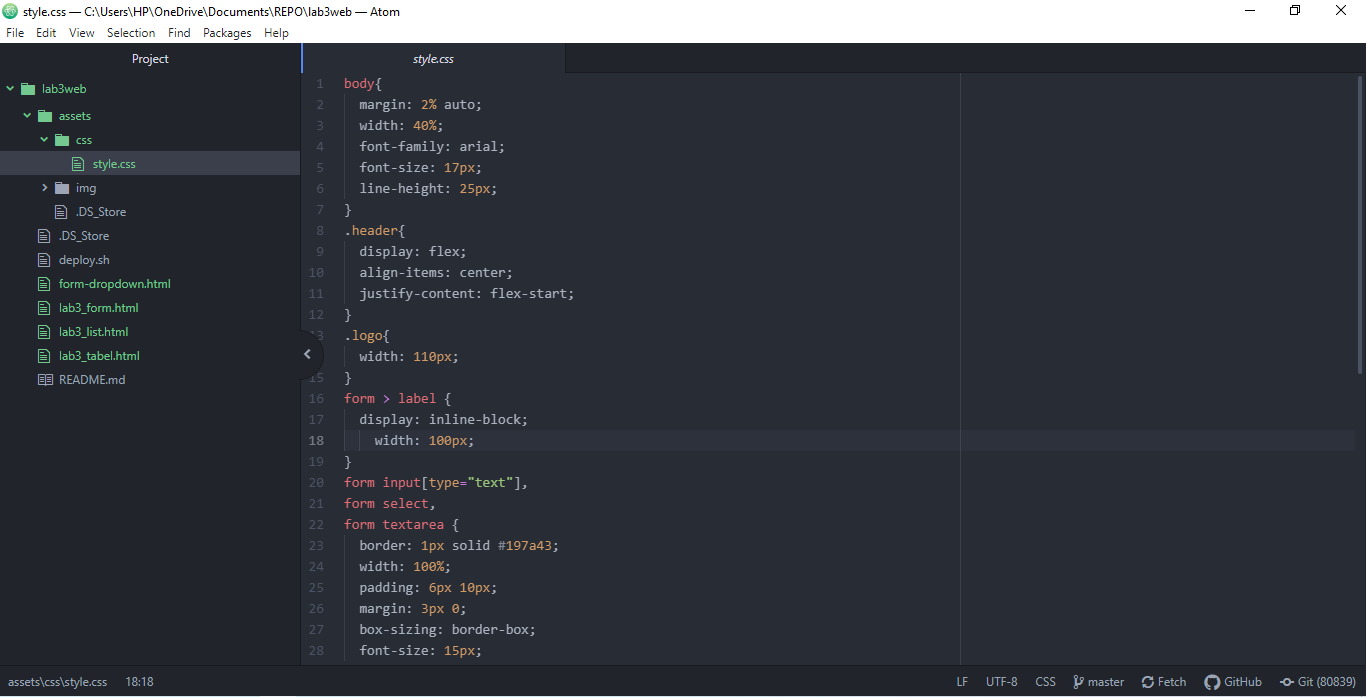 style.css — C:\Users\HP\OneDrive\Documents\REPO\lab3web — Atom
File Edit View Selection Find Packages Help
Project
lab3web
assets
css
style.css
img
.DS_Store
.DS_Store
deploy.sh
form-dropdown.html
lab3_form.html
lab3_list.html
lab3_tabel.html
README.md
style.css
1 body{
2 margin: 2% auto;
3 width: 40%;
4 font-family: arial;
5 font-size: 17px;
6 line-height: 25px;
7 }
8 .header{
9 display: flex;
10 align-items: center;
11 justify-content: flex-start;
12 }
13 .logo{
width: 110px;
15 }
16 form > label {
17 display: inline-block;
18 width: 100px;
19 }
20 form input[type="text"],
21 form select,
22 form textarea {
23 border: 1px solid #197a43;
24 width: 100%;
25 padding: 6px 10px;
26 margin: 3px 0;
27 box-sizing: border-box;
28 font-size: 15px;
assets\css\style.css 18:18 LF UTF-8 CSS master Fetch GitHub Git (80839)